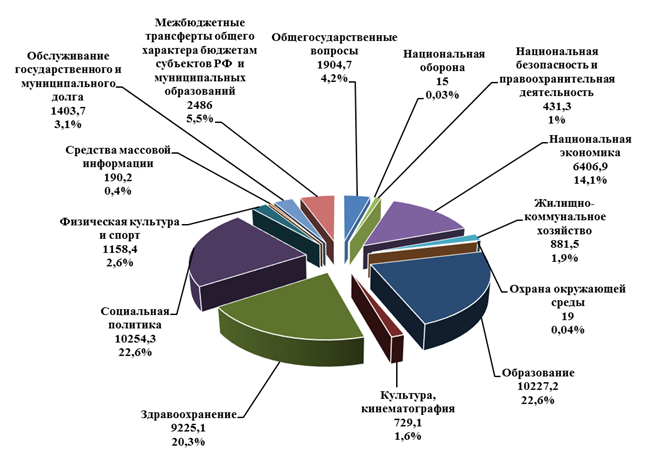 Межбюджетные
трансферты общего
характера бюджетам
субъектов РФ и
муниципальных
образований
2486
5,5%
Общегосударственные
вопросы
1904,7
4,2%
Национальная
оборона
15
0,03%
Национальная
безопасность и
правоохранительная
деятельность
431,3
1%
Национальная
экономика
6406,9
14,1%
Жилищно-
коммунальное
хозяйство
881,5
1,9%
Охрана окружающей
среды
19
0,04%
Образование
10227,2
22,6%
Культура,
кинематография
729,1
1,6%
Здравоохранение
9225,1
20,3%
Социальная
политика
10254,3
22,6%
Физическая культура
и спорт
1158,4
2,6%
Средства массовой
информации
190,2
0,4%
Обслуживание
государственного и
муниципального
долга
1403,7
3,1%